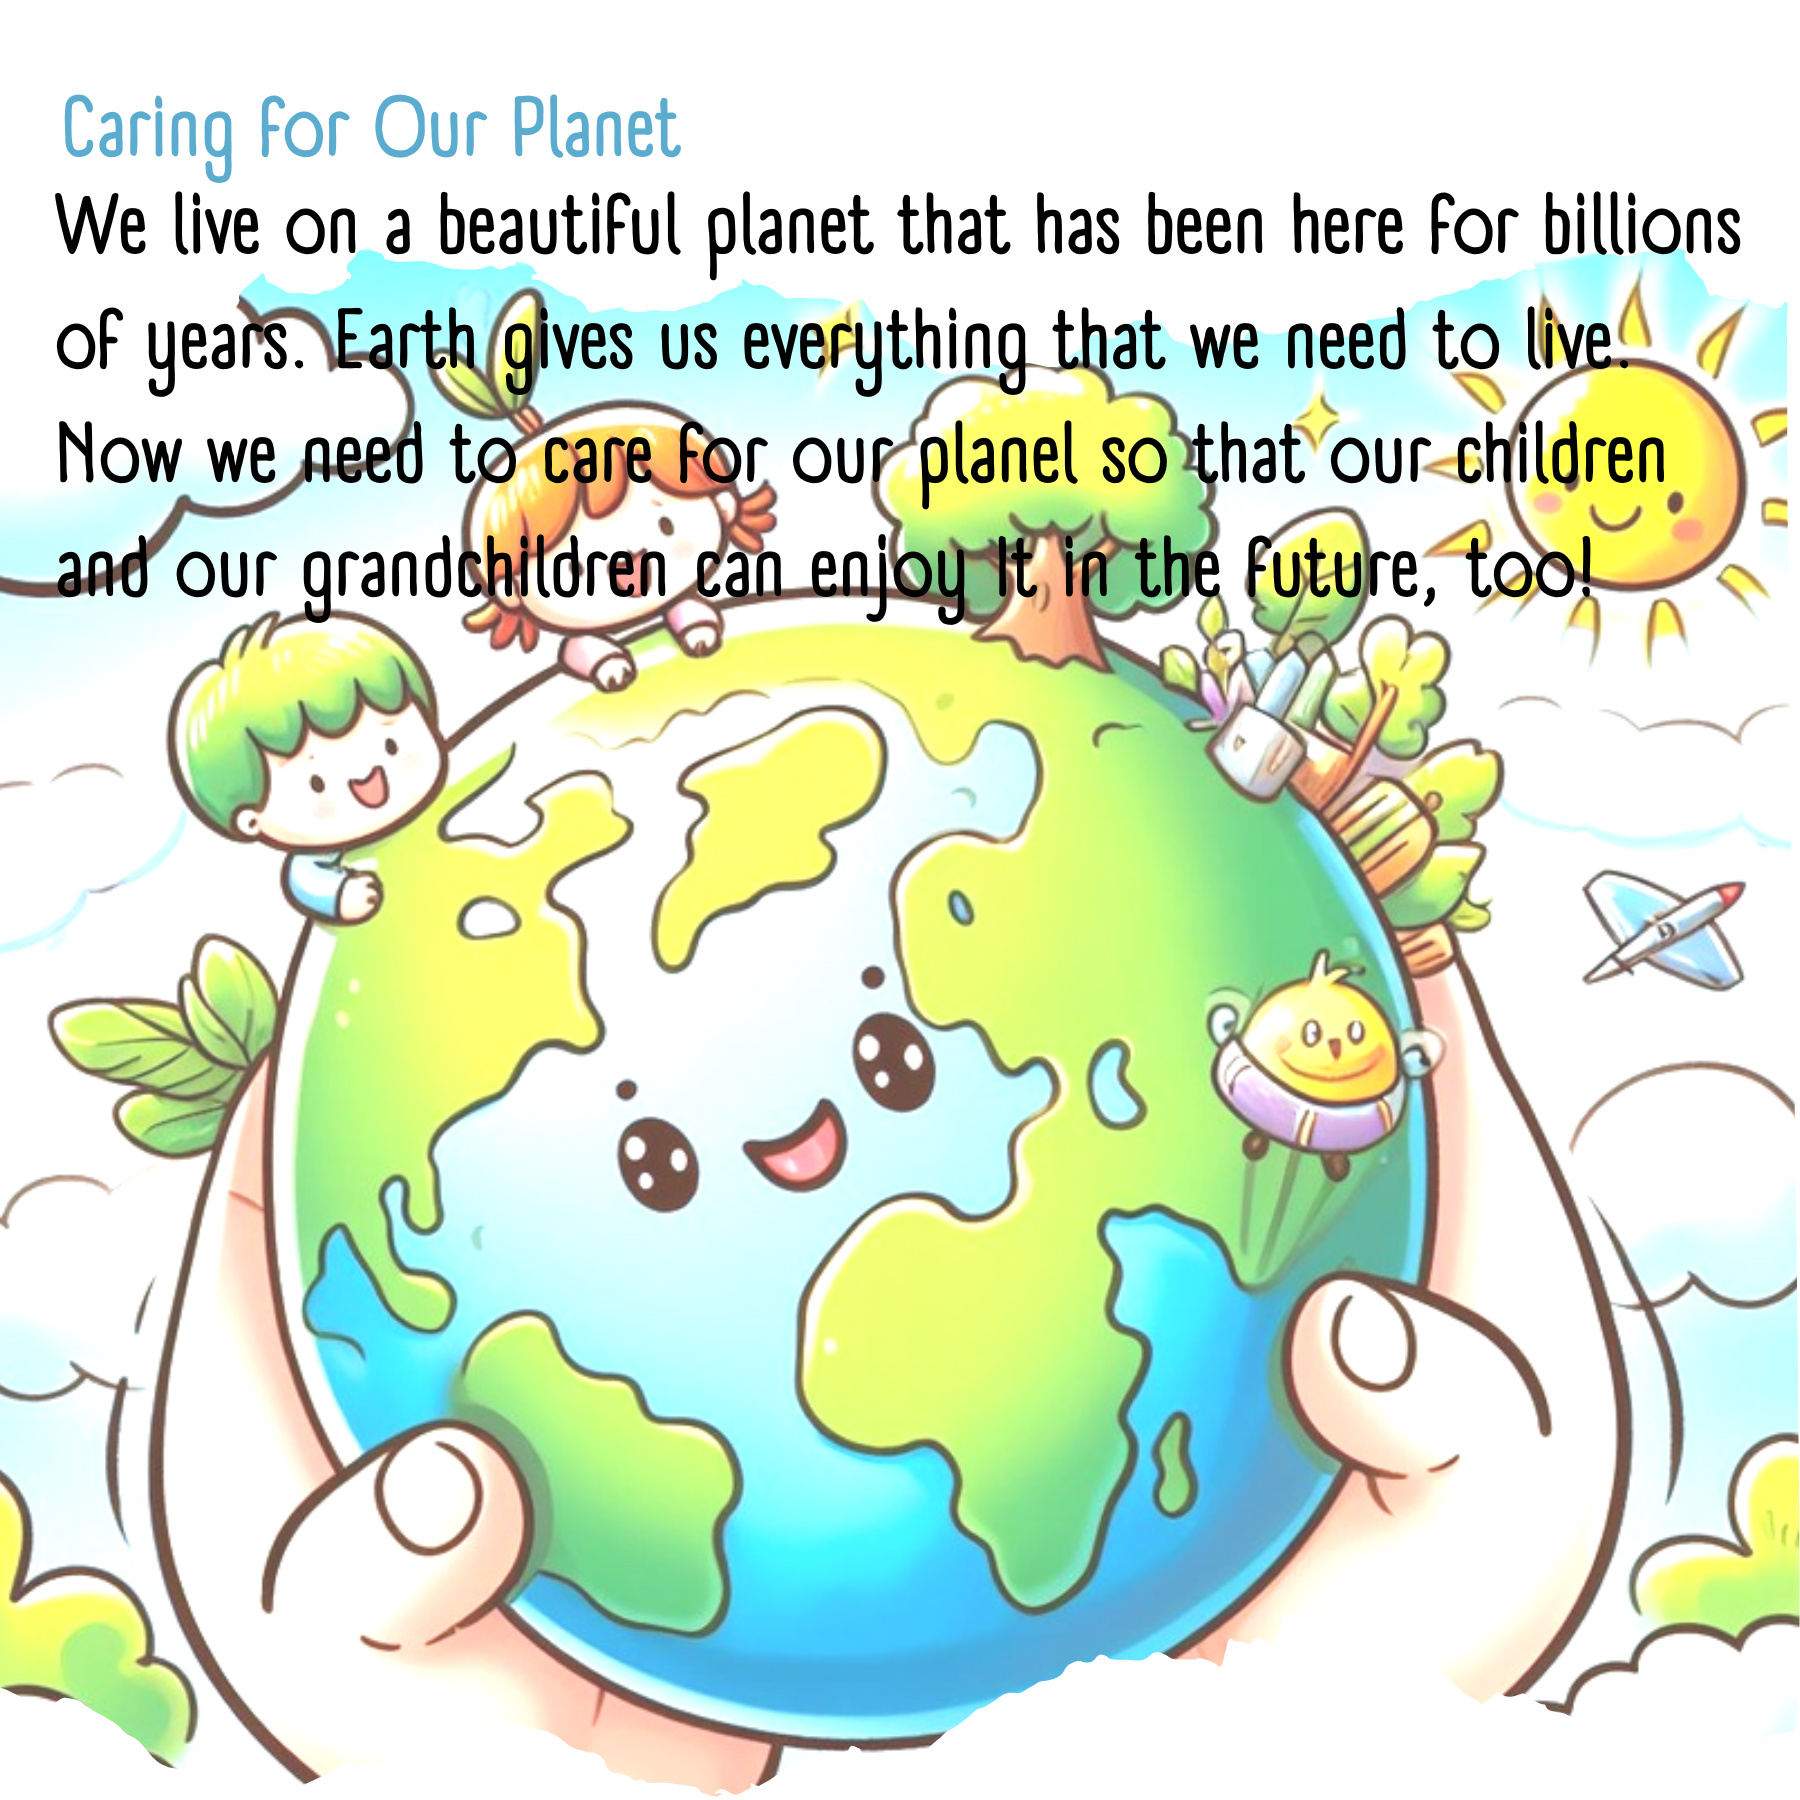 Caring for Our Planet
We live on a beautiful planet that has been here for billions
of years. Earth gives us everything that we need to live.
Now we need to care for our planel so that our children
and our grandchildren can enjoy It in the future, too!